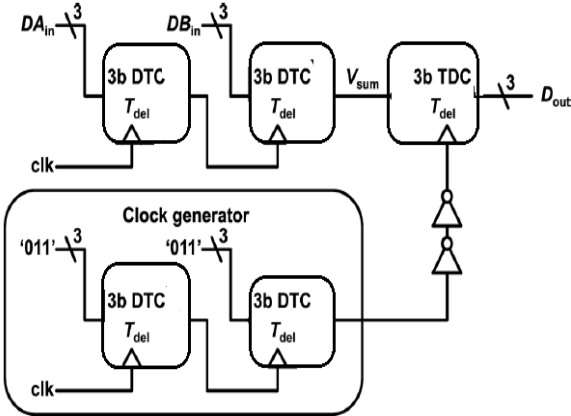 DAin 3
DBin 3
3b DTC
Tdel
3b DTC
Tdel
Vsum
3b TDC
Tdel
3
Dout
clk
Clock generator
'011' 3
'011' 3
3b DTC
Tdel
3b DTC
Tdel
clk